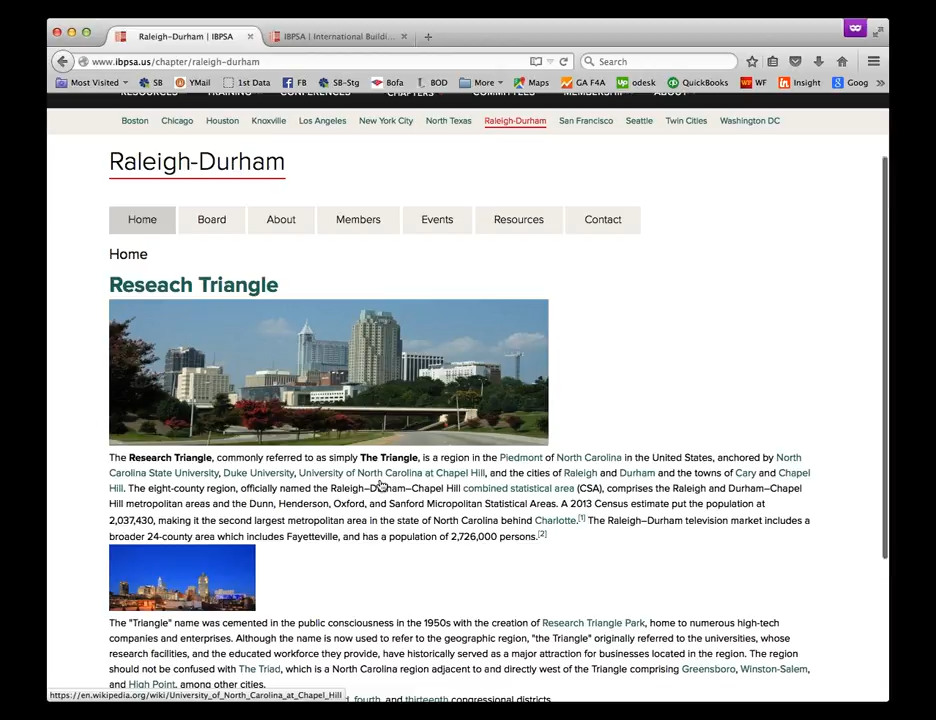 Raleigh–Durham | IBPSA
IBPSA | International Buildi...
www.ibpsa.us/chapter/raleigh-durham
Search
Most Visited SB YMail 1st Data FB SB-Stg Bofa BOD More Maps GA F4A odesk QuickBooks WF Insight Goog
RESOURCES TRAINING CONFERENCES CHAPTERS COMMITTEES MEMBERSHIP ABOUT
Boston Chicago Houston Knoxville Los Angeles New York City North Texas Raleigh-Durham San Francisco Seattle Twin Cities Washington DC
Raleigh-Durham
Home Board About Members Events Resources Contact
Home
Reseach Triangle
The Research Triangle, commonly referred to as simply The Triangle, is a region in the Piedmont of North Carolina in the United States, anchored by North
Carolina State University, Duke University, University of North Carolina at Chapel Hill, and the cities of Raleigh and Durham and the towns of Cary and Chapel
Hill. The eight-county region, officially named the Raleigh–Durham–Chapel Hill combined statistical area (CSA), comprises the Raleigh and Durham–Chapel
Hill metropolitan areas and the Dunn, Henderson, Oxford, and Sanford Micropolitan Statistical Areas. A 2013 Census estimate put the population at
2,037,430, making it the second largest metropolitan area in the state of North Carolina behind Charlotte.[1] The Raleigh–Durham television market includes a
broader 24-county area which includes Fayetteville, and has a population of 2,726,000 persons.[2]
The "Triangle" name was cemented in the public consciousness in the 1950s with the creation of Research Triangle Park, home to numerous high-tech
companies and enterprises. Although the name is now used to refer to the geographic region, "the Triangle" originally referred to the universities, whose
research facilities, and the educated workforce they provide, have historically served as a major attraction for businesses located in the region. The region
should not be confused with The Triad, which is a North Carolina region adjacent to and directly west of the Triangle comprising Greensboro, Winston-Salem,
and High Point, among other cities.
https://en.wikipedia.org/wiki/University_of_North_Carolina_at_Chapel_Hill
fourth, and thirteenth congressional districts.